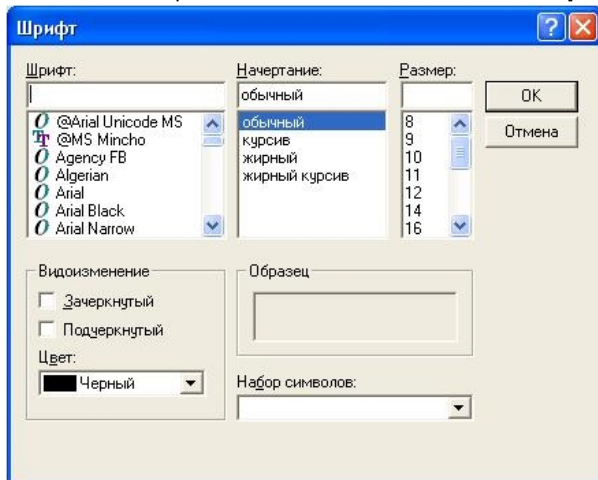 Шрифт
Шрифт:
Начертание:
Размер:
обычный
OK
Отмена
@Arial Unicode MS
@MS Mincho
Agency FB
Algerian
Arial
Arial Black
Arial Narrow
обычный
курсив
жирный
жирный курсив
8
9
10
11
12
14
16
Видоизменение
Зачеркнутый
Подчеркнутый
Цвет:
Черный
Образец
Набор символов: